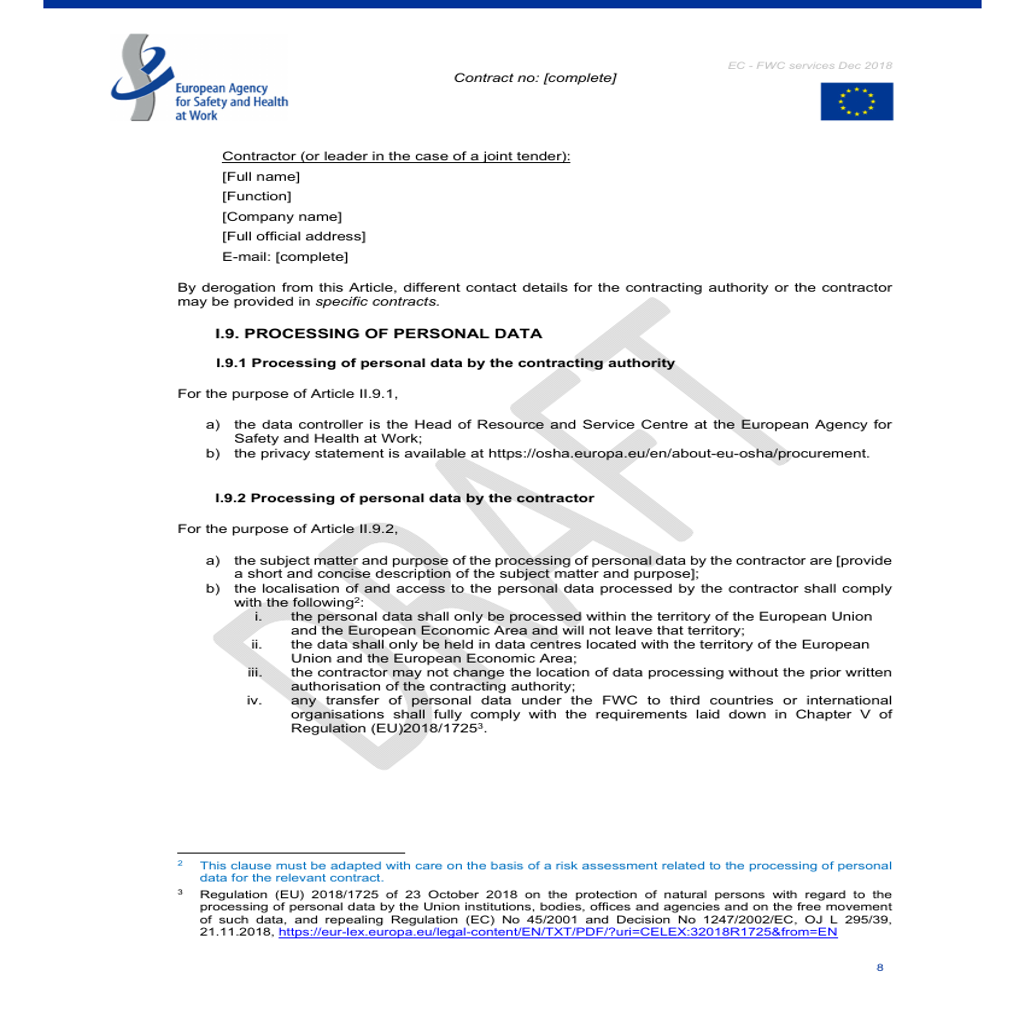 EC - FWC services Dec 2018
Contract no: [complete]
European Agency
for Safety and Health
at Work
Contractor (or leader in the case of a joint tender):
[Full name]
[Function]
[Company name]
[Full official address]
E-mail: [complete]
By derogation from this Article, different contact details for the contracting authority or the contractor
may be provided in specific contracts.
I.9. PROCESSING OF PERSONAL DATA
I.9.1 Processing of personal data by the contracting authority
For the purpose of Article II.9.1,
a) the data controller is the Head of Resource and Service Centre at the European Agency for
Safety and Health at Work;
b) the privacy statement is available at https://osha.europa.eu/en/about-eu-osha/procurement.
I.9.2 Processing of personal data by the contractor
For the purpose of Article II.9.2,
a) the subject matter and purpose of the processing of personal data by the contractor are [provide
a short and concise description of the subject matter and purpose];
b) the localisation of and access to the personal data processed by the contractor shall comply
with the following²:
i. the personal data shall only be processed within the territory of the European Union
and the European Economic Area and will not leave that territory;
ii. the data shall only be held in data centres located with the territory of the European
Union and the European Economic Area;
iii. the contractor may not change the location of data processing without the prior written
authorisation of the contracting authority;
iv. any transfer of personal data under the FWC to third countries or international
organisations shall fully comply with the requirements laid down in Chapter V of
Regulation (EU)2018/1725³.
DRAFT
² This clause must be adapted with care on the basis of a risk assessment related to the processing of personal
data for the relevant contract.
³ Regulation (EU) 2018/1725 of 23 October 2018 on the protection of natural persons with regard to the
processing of personal data by the Union institutions, bodies, offices and agencies and on the free movement
of such data, and repealing Regulation (EC) No 45/2001 and Decision No 1247/2002/EC, OJ L 295/39,
21.11.2018, https://eur-lex.europa.eu/legal-content/EN/TXT/PDF/?uri=CELEX:32018R1725&from=EN
8